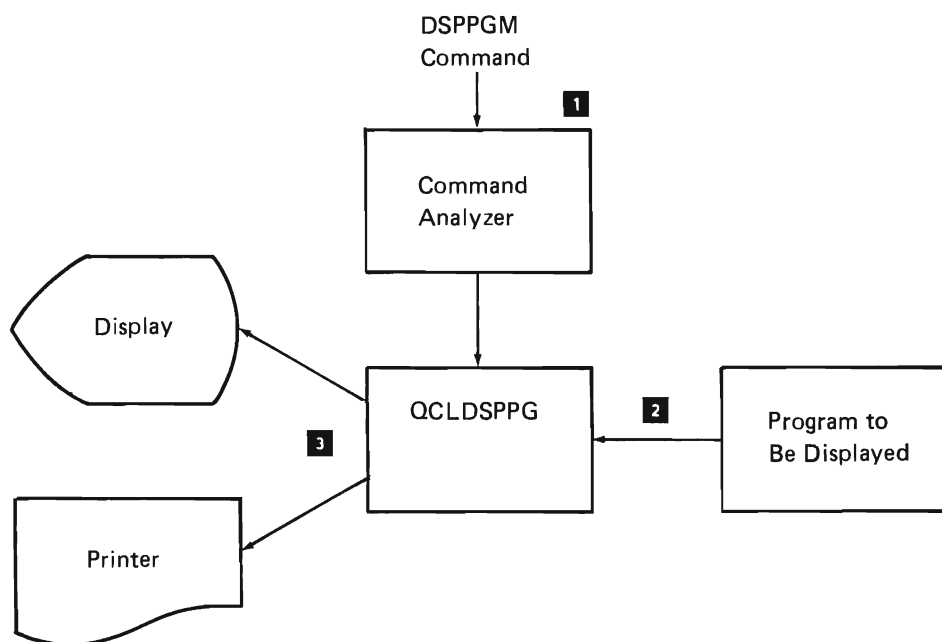 DSPPGM
Command
1
Command
Analyzer
Display
QCLDSPPG
2
Program to
Be Displayed
3
Printer